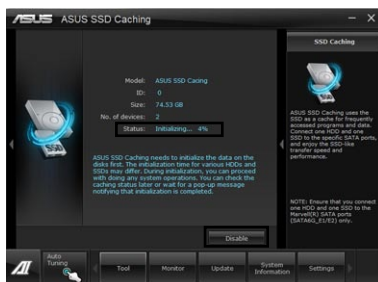 ASUS ASUS SSD Caching
Model: ASUS SSD Cacing
ID: 0
Size: 74.53 GB
No. of devices: 2
Status: Initializing... 4%
ASUS SSD Caching needs to initialize the data on the
disks first. The initialization time for various HDDs and
SSDs may differ. During initialization, you can proceed
with doing any system operations. You can check the
caching status later or wait for a pop-up message
notifying that initialization is completed.
Disable
SSD Caching
ASUS SSD Caching uses the
SSD as a cache for frequently
accessed programs and data.
Connect one HDD and one
SSD to the specific SATA ports,
and enjoy the SSD-like
transfer speed and
performance.
NOTE: Ensure that you connect
one HDD and one SSD to the
Marvell(R) SATA ports
(SATA6G_E1/E2) only.
Auto
Tuning
Tool
Monitor
Update
System
Information
Settings